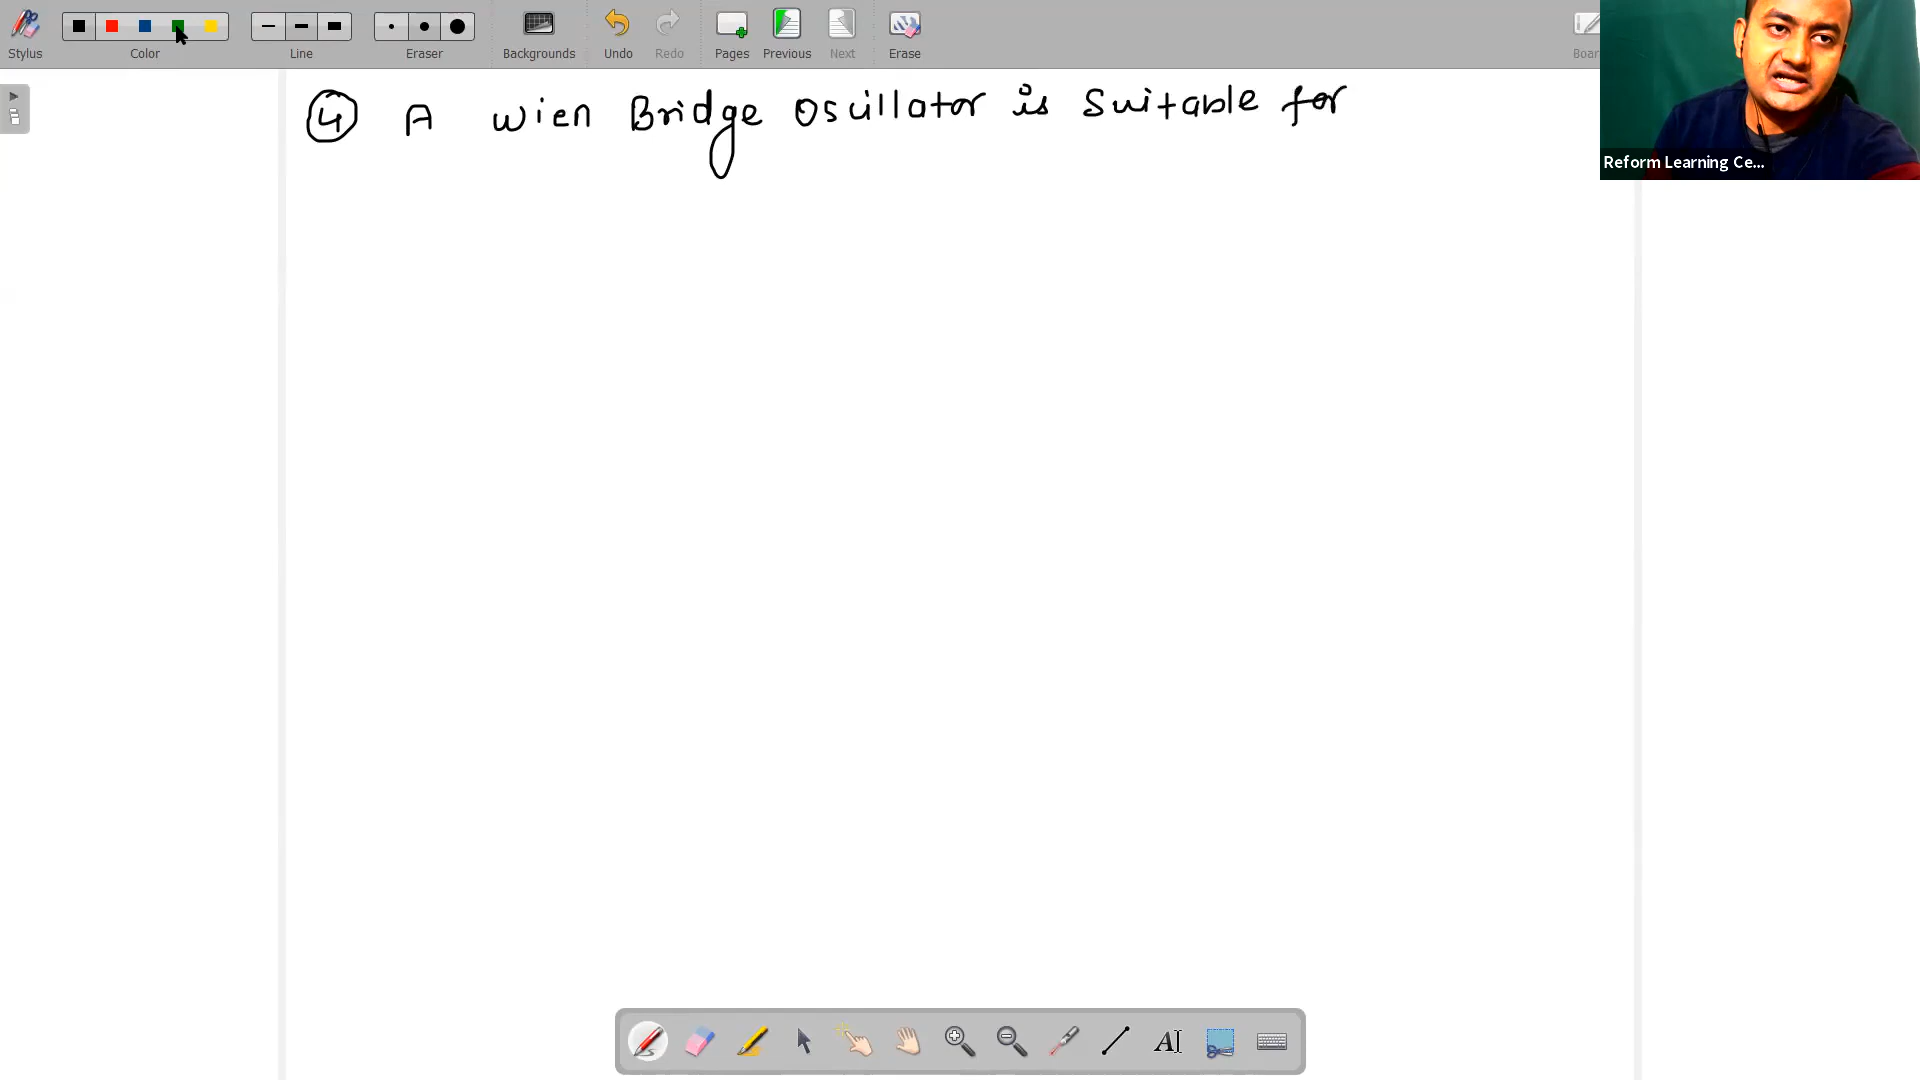 Stylus Color Line Eraser Backgrounds Undo Redo Pages Previous Next Erase Boar
④ A wien Bridge Oscillator is Suitable for
Reform Learning Ce...